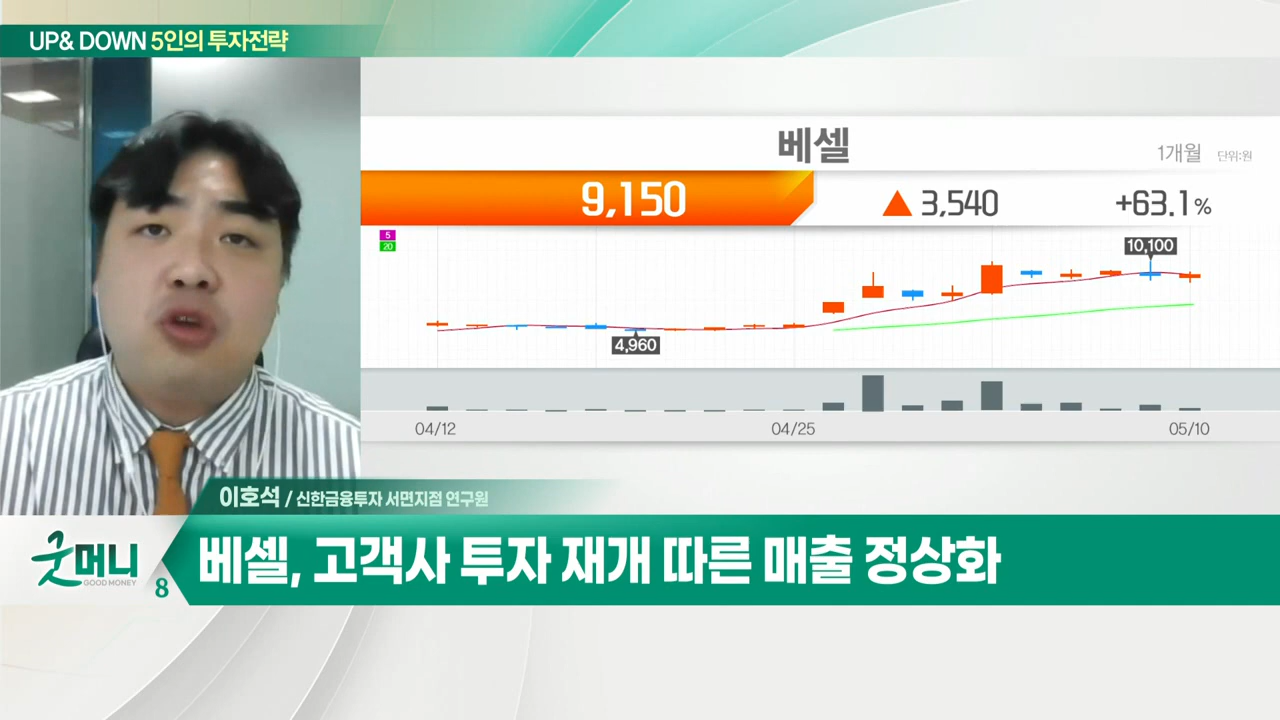 UP& DOWN 5인의 투자전략
베셀
1개월 단위:원
9,150 ▲ 3,540 +63.1%
5
20
10,100
4,960
04/12 04/25 05/10
이호석 / 신한금융투자 서면지점 연구원
굿머니
GOOD MONEY
8
베셀, 고객사 투자 재개 따른 매출 정상화